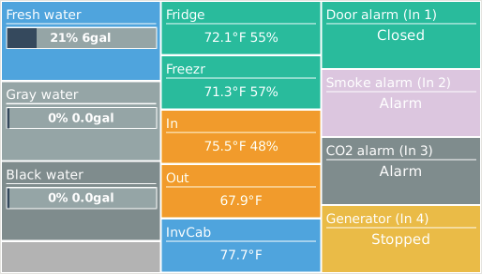 Fresh water
21% 6gal
Gray water
0% 0.0gal
Black water
0% 0.0gal
Fridge
72.1°F 55%
Freezr
71.3°F 57%
In
75.5°F 48%
Out
67.9°F
InvCab
77.7°F
Door alarm (In 1)
Closed
Smoke alarm (In 2)
Alarm
CO2 alarm (In 3)
Alarm
Generator (In 4)
Stopped